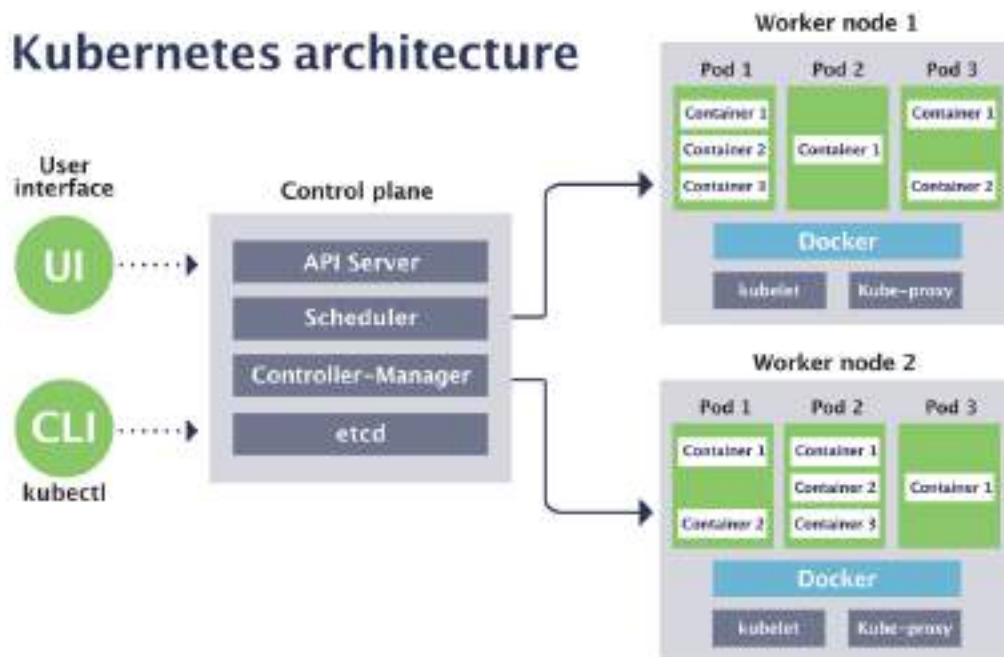 Kubernetes architecture
User
interface
UI
CLI
kubectl
Control plane
API Server
Scheduler
Controller-Manager
etcd
Worker node 1
Pod 1
Container 1
Container 2
Container 3
Pod 2
Container 1
Pod 3
Container 1
Container 2
Docker
kubelet
Kube-proxy
Worker node 2
Pod 1
Container 1
Container 2
Pod 2
Container 1
Container 2
Container 3
Pod 3
Container 1
Docker
kubelet
Kube-proxy